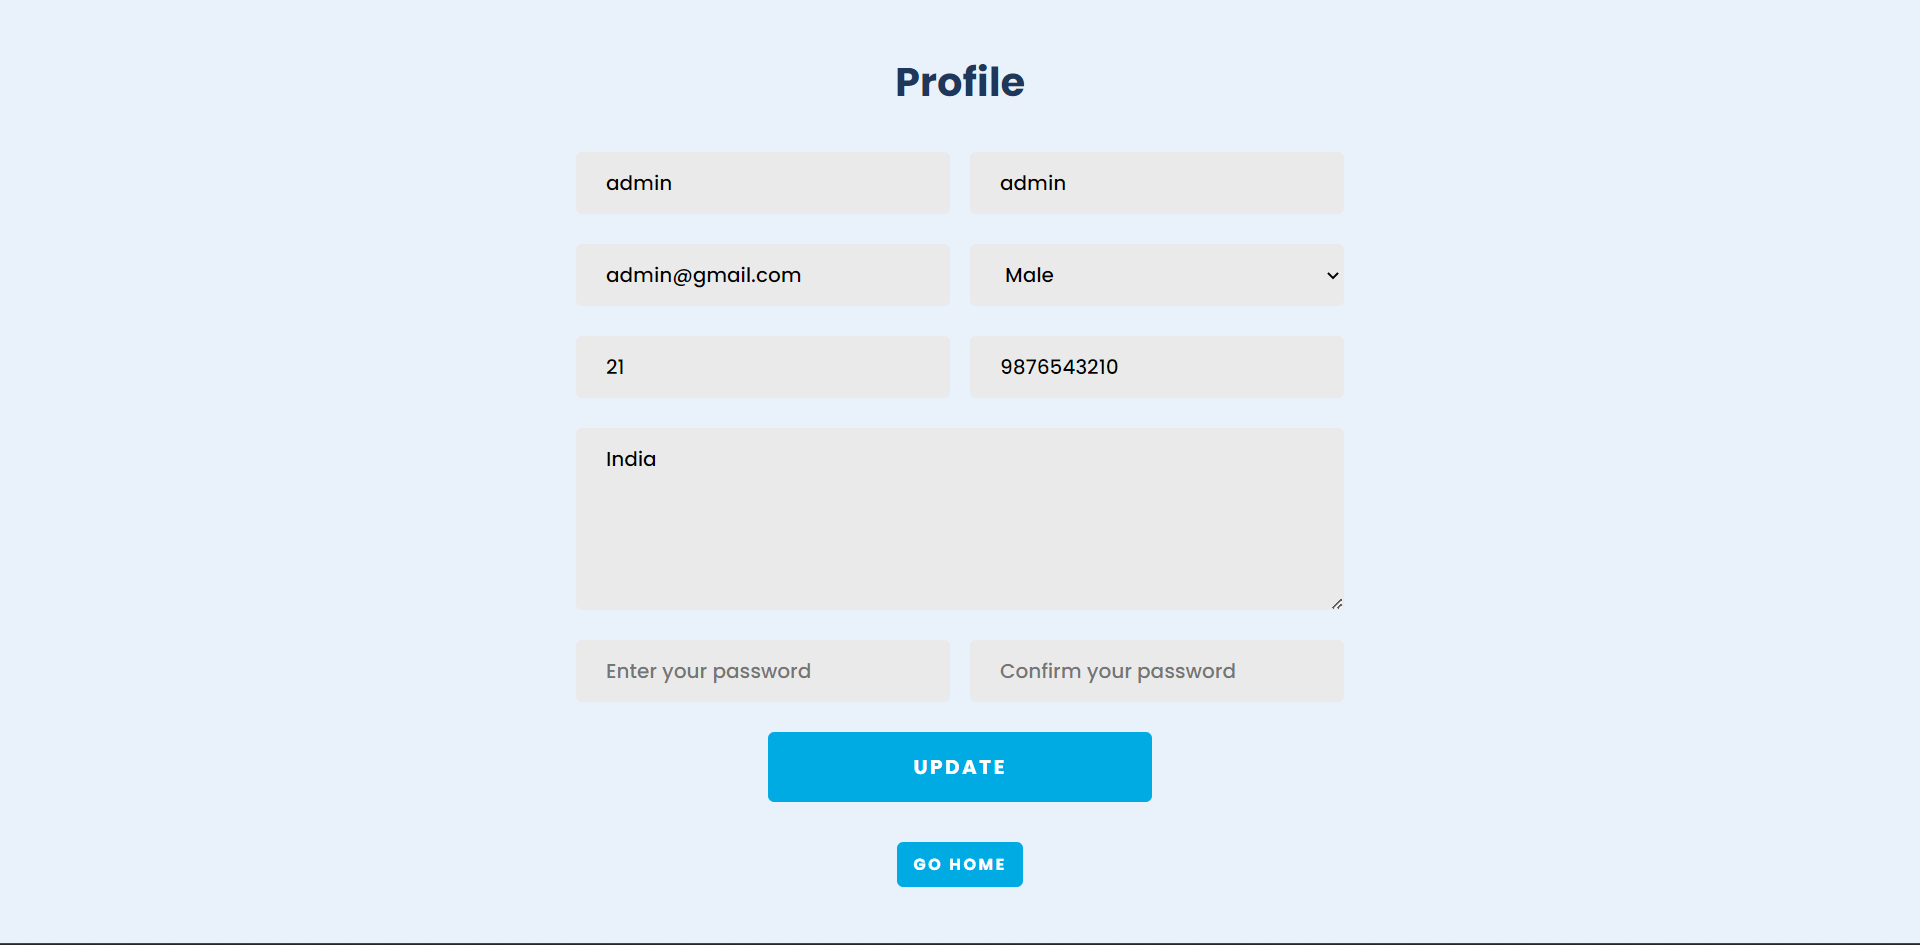 Profile
admin
admin
admin@gmail.com
Male
21
9876543210
India
Enter your password
Confirm your password
UPDATE
GO HOME